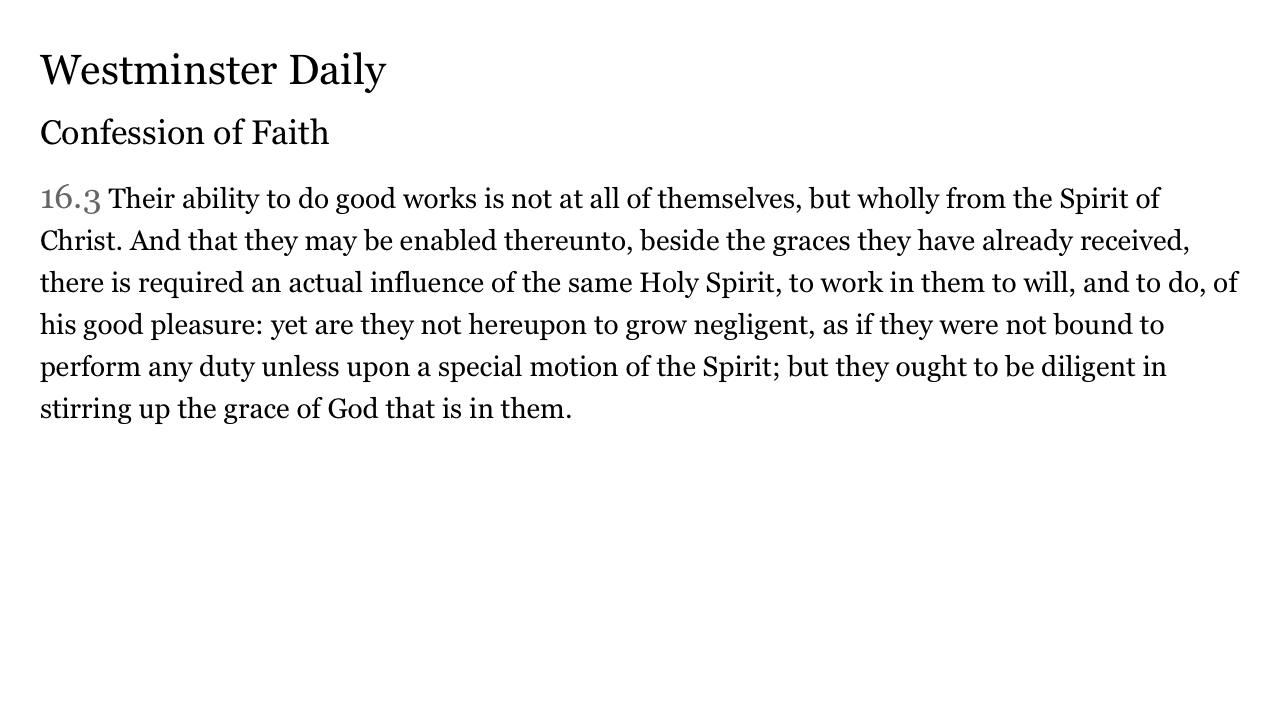 Westminster Daily
Confession of Faith
16.3 Their ability to do good works is not at all of themselves, but wholly from the Spirit of
Christ. And that they may be enabled thereunto, beside the graces they have already received,
there is required an actual influence of the same Holy Spirit, to work in them to will, and to do, of
his good pleasure: yet are they not hereupon to grow negligent, as if they were not bound to
perform any duty unless upon a special motion of the Spirit; but they ought to be diligent in
stirring up the grace of God that is in them.